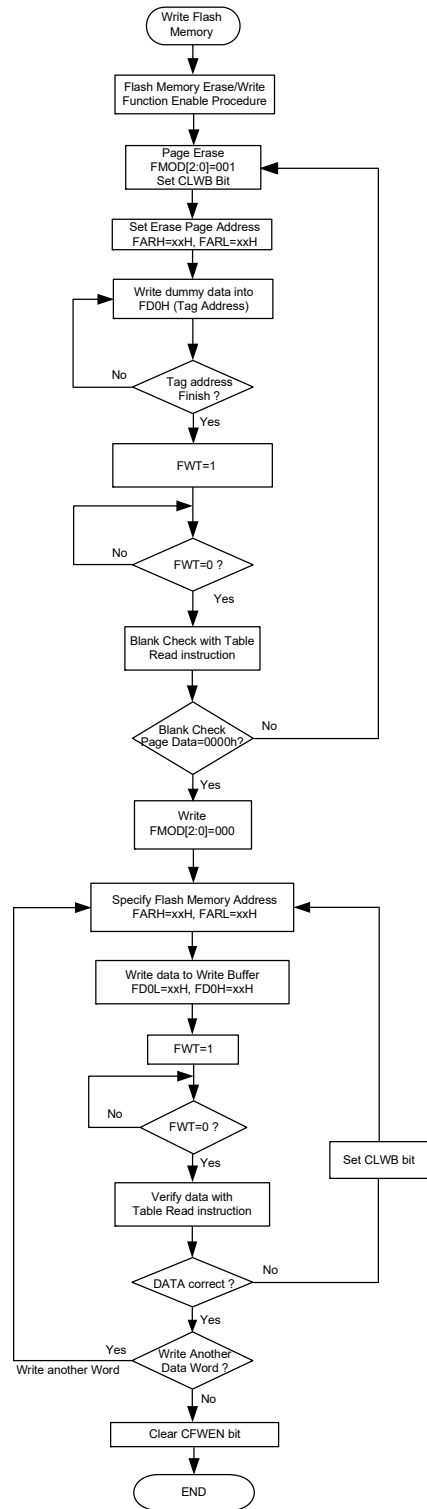 Write Flash
Memory
Flash Memory Erase/Write
Function Enable Procedure
Page Erase
FMOD[2:0]=001
Set CLWB Bit
Set Erase Page Address
FARH=xxH, FARL=xxH
Write dummy data into
FD0H (Tag Address)
No
Tag address
Finish ?
Yes
FWT=1
No
FWT=0 ?
Yes
Blank Check with Table
Read instruction
No
Blank Check
Page Data=0000h?
Yes
Write
FMOD[2:0]=000
Specify Flash Memory Address
FARH=xxH, FARL=xxH
Write data to Write Buffer
FD0L=xxH, FD0H=xxH
FWT=1
No
FWT=0 ?
Yes
Set CLWB bit
Verify data with
Table Read instruction
No
DATA correct ?
Yes
Yes
Write another Word
Write Another
Data Word ?
No
Clear CFWEN bit
END